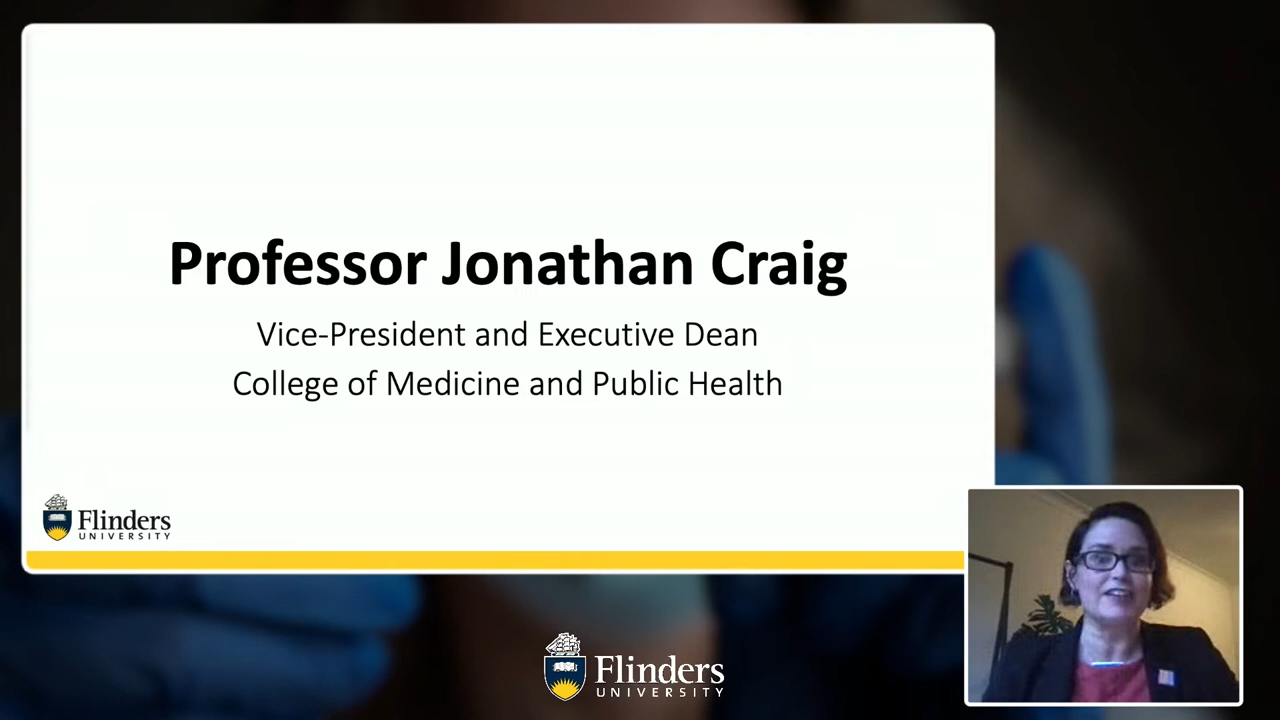 Professor Jonathan Craig
Vice-President and Executive Dean
College of Medicine and Public Health
Flinders
UNIVERSITY
Flinders
UNIVERSITY